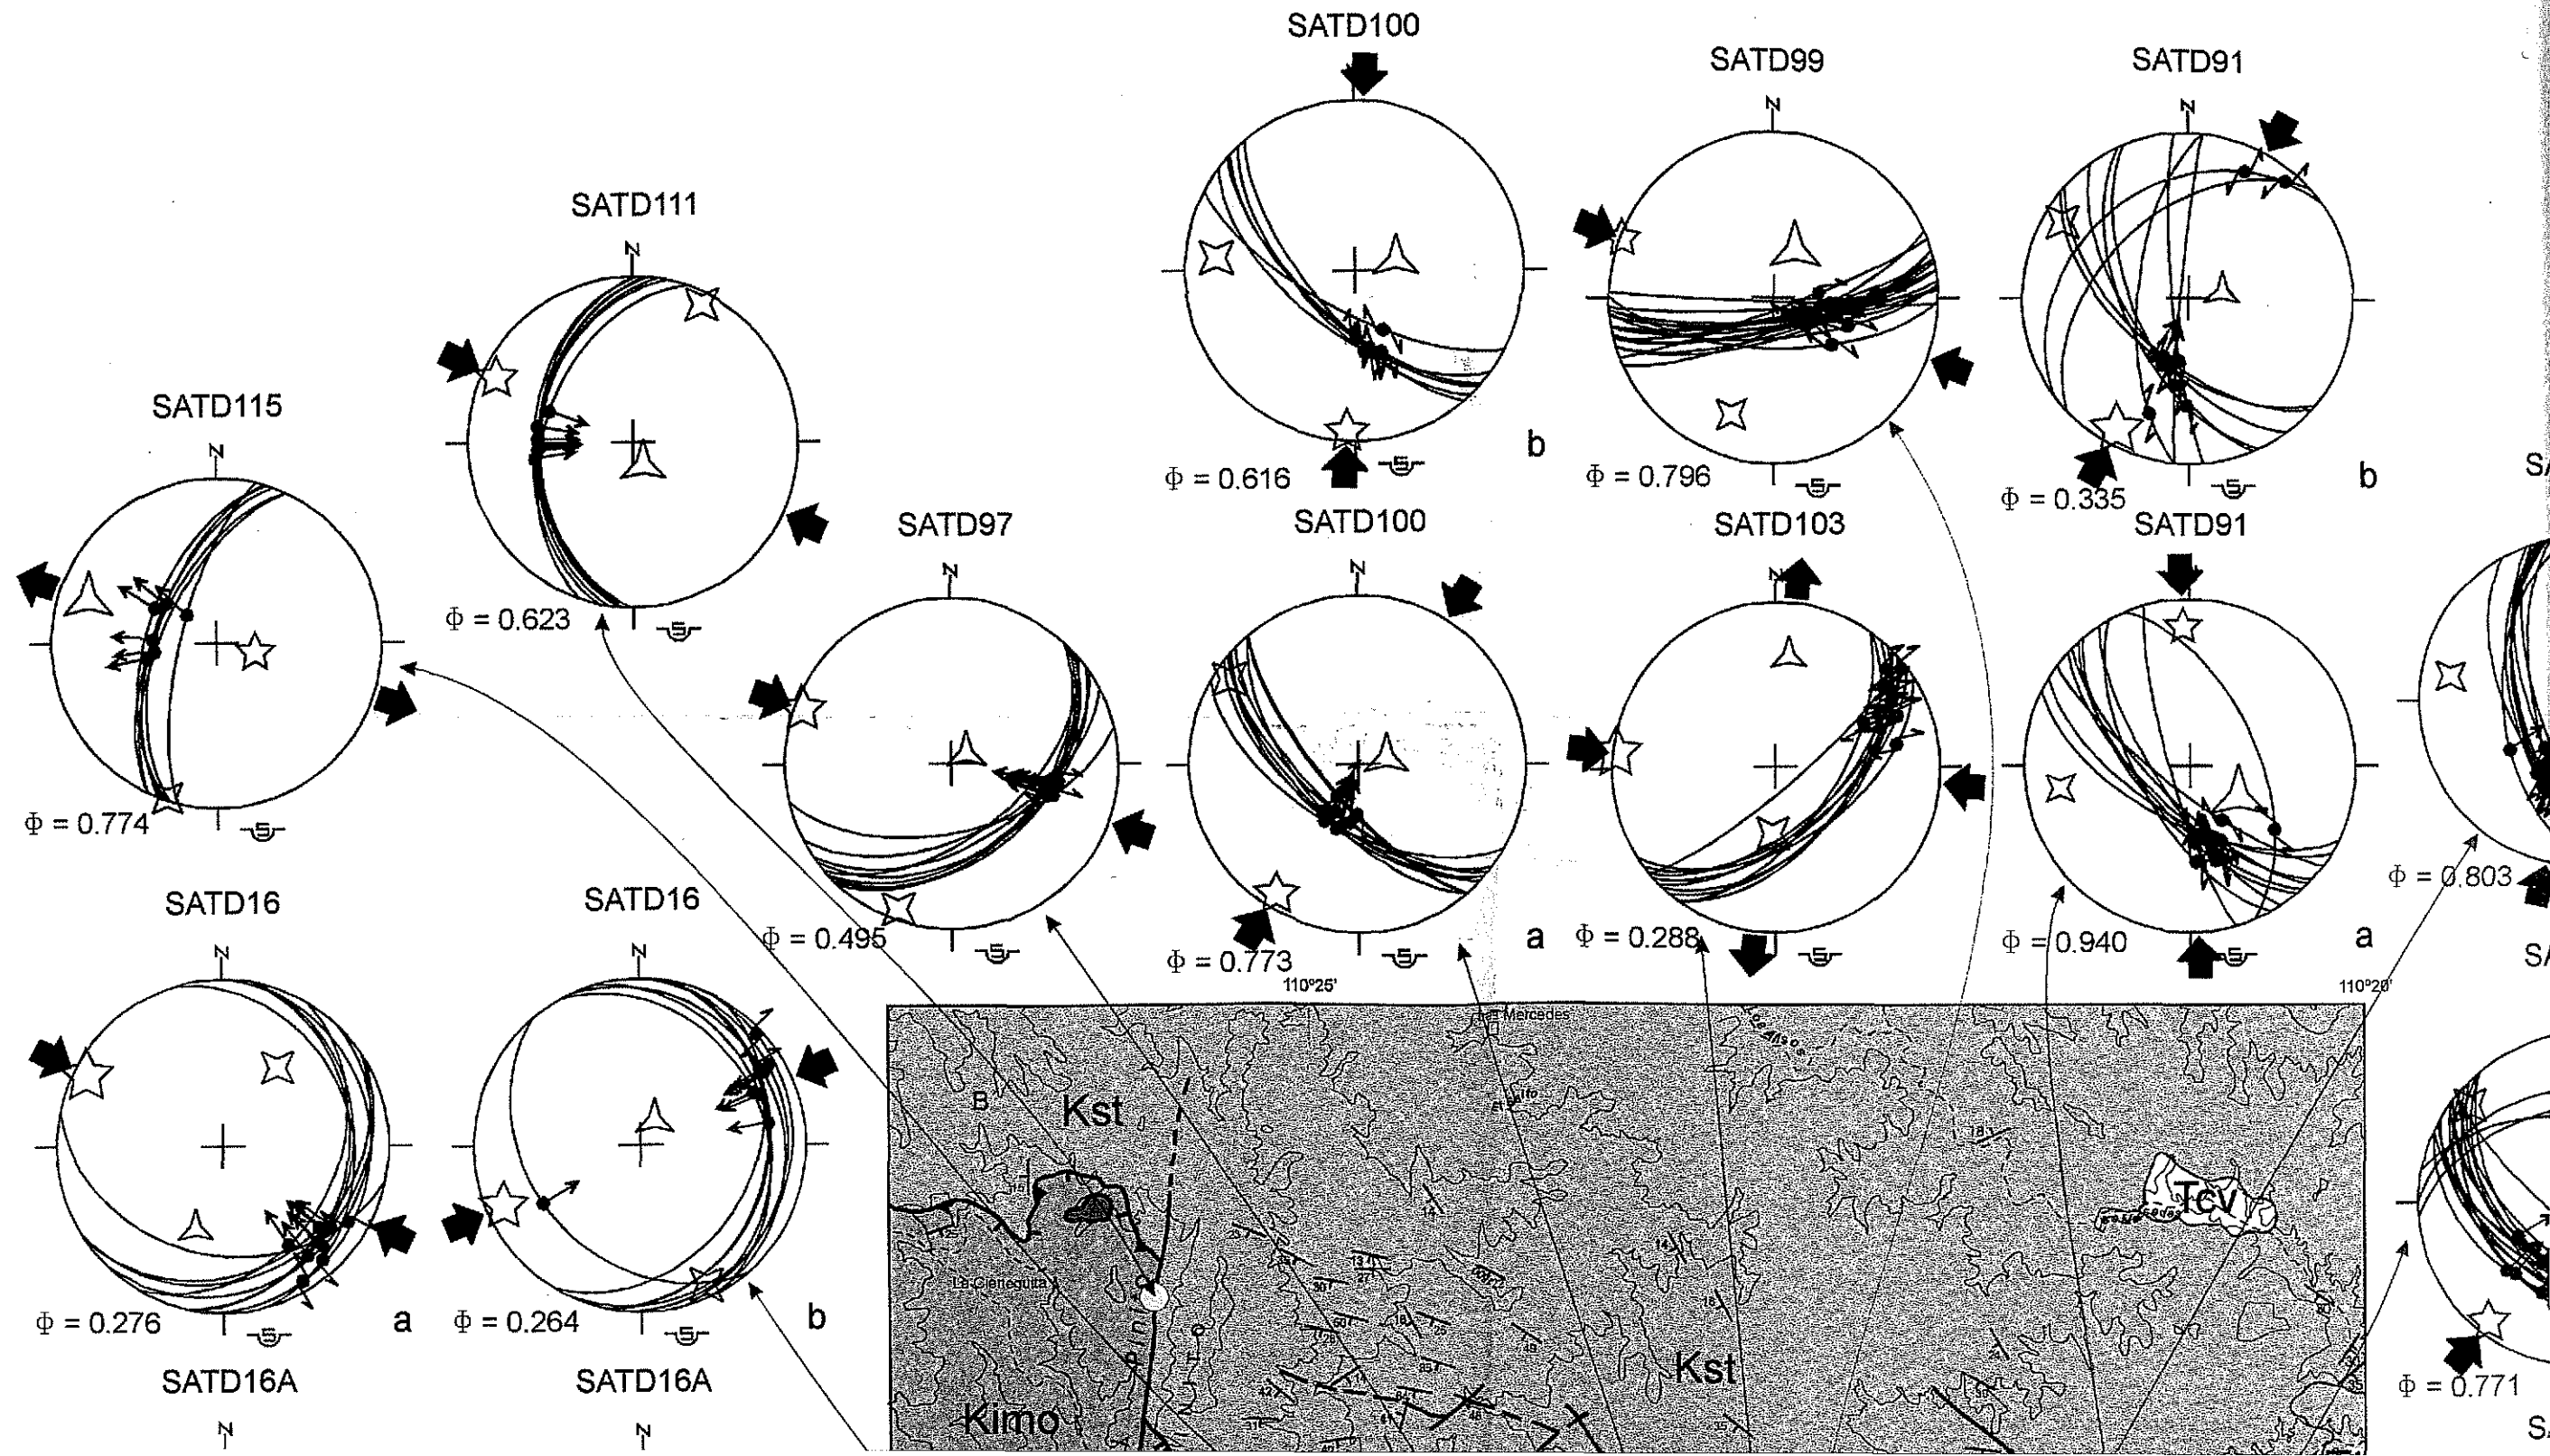 SATD100
N
b
Φ = 0.616
S
SATD99
N
Φ = 0.796
S
SATD91
N
b
Φ = 0.335
S
SATD111
N
Φ = 0.623
S
SATD115
N
Φ = 0.774
S
SATD97
N
Φ = 0.495
S
SATD100
N
a
Φ = 0.773
S
SATD103
N
Φ = 0.288
S
SATD91
N
a
Φ = 0.940
S
Φ = 0.803
SATD16
N
a
Φ = 0.276
S
SATD16
N
b
Φ = 0.264
S
SATD16A
N
SATD16A
N
Φ = 0.771
110°25'
110°20'
Mercedes
B
Kst
Tcv
La Cieneguita
Kst
Kimo